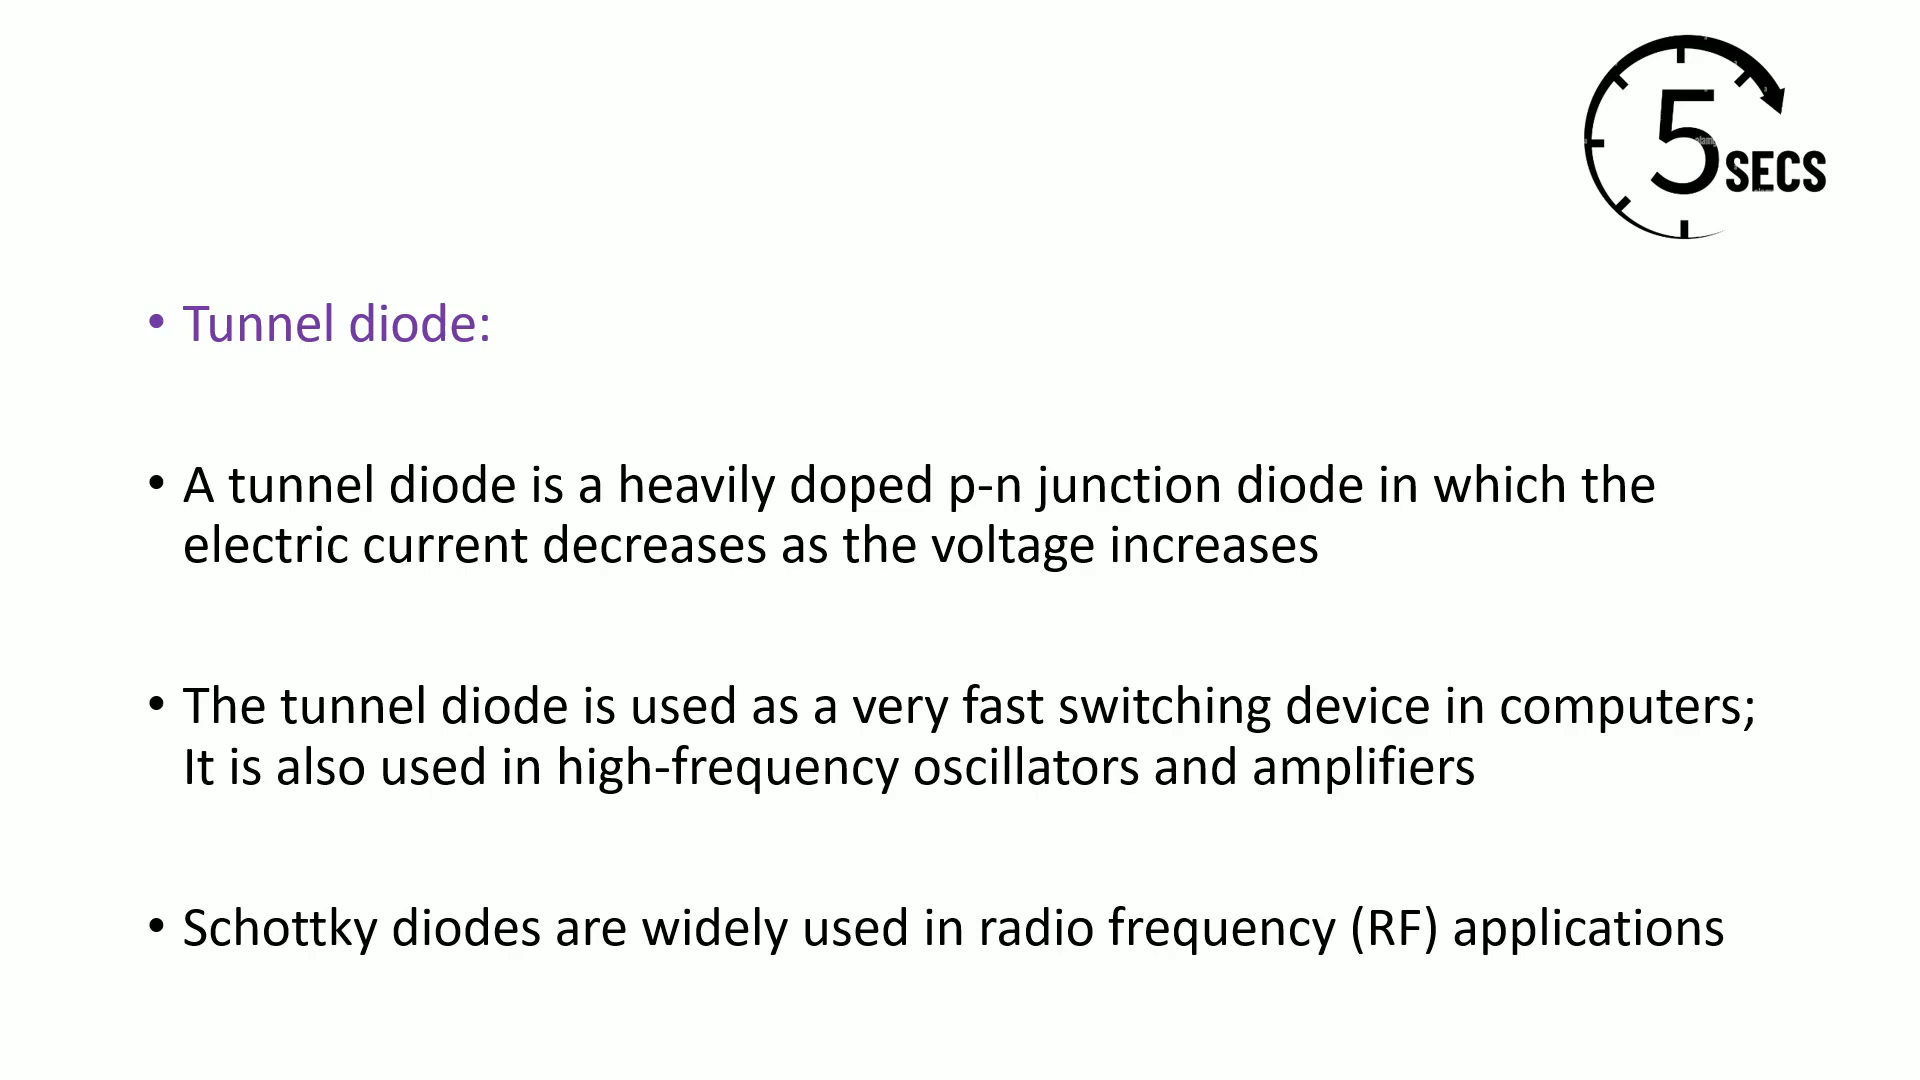 5 SECS
• Tunnel diode:
• A tunnel diode is a heavily doped p-n junction diode in which the
electric current decreases as the voltage increases
• The tunnel diode is used as a very fast switching device in computers;
It is also used in high-frequency oscillators and amplifiers
• Schottky diodes are widely used in radio frequency (RF) applications